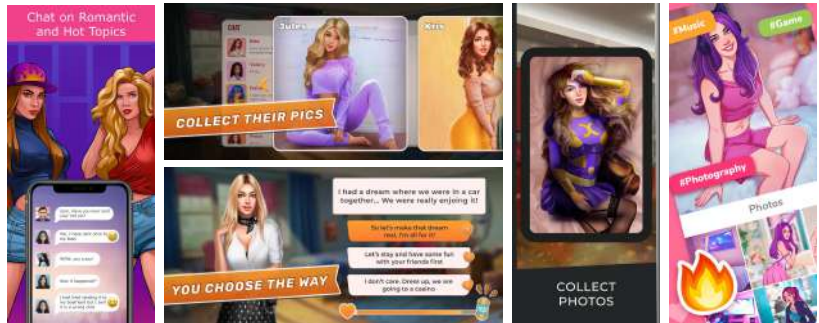 Chat on Romantic
and Hot Topics
CHAT
Jules
Kris
COLLECT THEIR PICS
I had a dream where we were in a car
together... We were really enjoing it!
So let's make that dream
real, I'm all for it!
Let's stay and have some fun
with your friends first
I don't care. Dress up, we are
going to a casino
YOU CHOOSE THE WAY
COLLECT
PHOTOS
#Music
#Game
#Photography
Photos